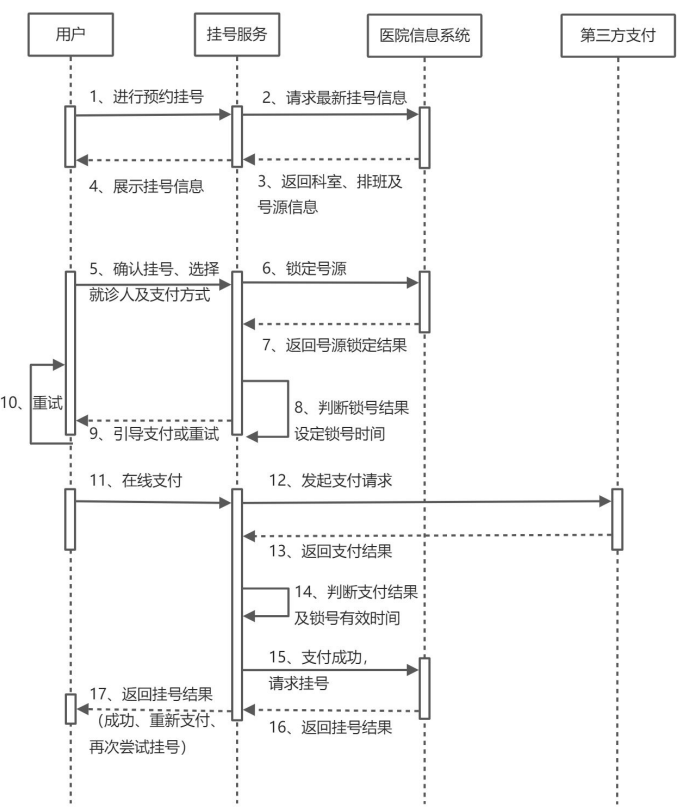 用户
挂号服务
医院信息系统
第三方支付
1、进行预约挂号
2、请求最新挂号信息
4、展示挂号信息
3、返回科室、排班及
号源信息
5、确认挂号、选择
就诊人及支付方式
6、锁定号源
7、返回号源锁定结果
10、重试
8、判断锁号结果
设定锁号时间
9、引导支付或重试
11、在线支付
12、发起支付请求
13、返回支付结果
14、判断支付结果
及锁号有效时间
15、支付成功，
请求挂号
17、返回挂号结果
（成功、重新支付、
再次尝试挂号）
16、返回挂号结果